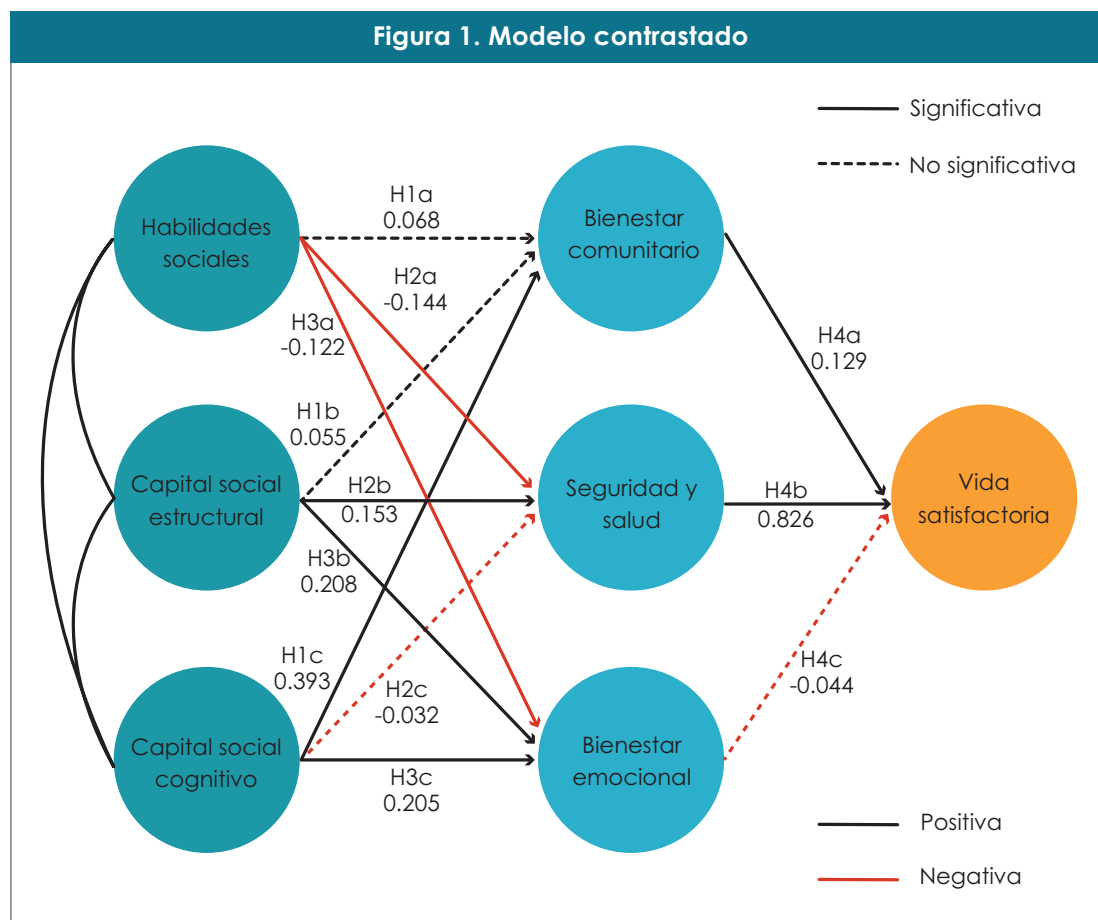 Figura 1. Modelo contrastado
Significativa
No significativa
Habilidades
sociales
H1a
0.068
Bienestar
comunitario
H2a
-0.144
H3a
-0.122
H4a
0.129
H1b
0.055
Capital social
estructural
H2b
0.153
Seguridad y
salud
H4b
0.826
Vida
satisfactoria
H3b
0.208
H1c
0.393
H2c
-0.032
H4c
-0.044
Capital social
cognitivo
H3c
0.205
Bienestar
emocional
Positiva
Negativa